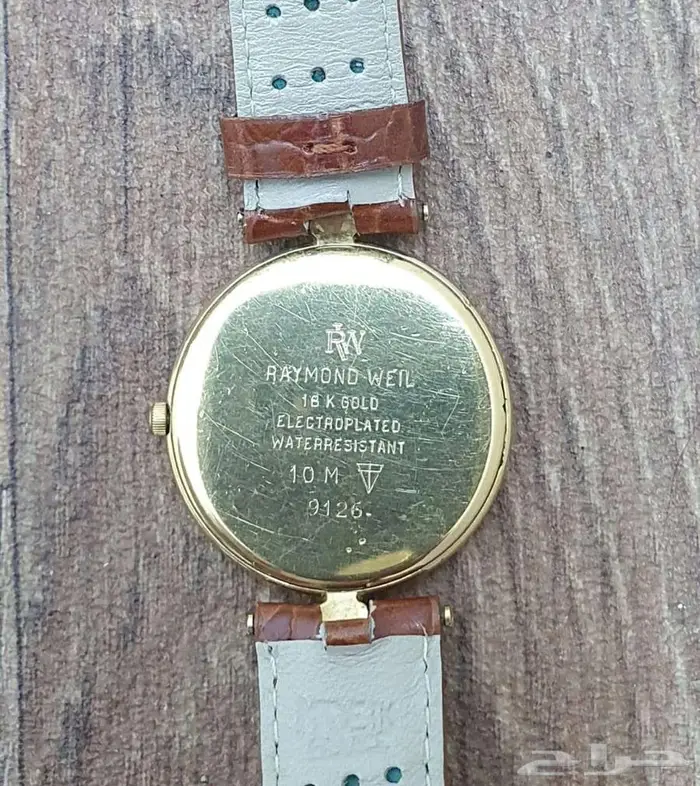 RW
RAYMOND WEIL
18 K GOLD
ELECTROPLATED
WATERRESISTANT
10 M
9126
حراج